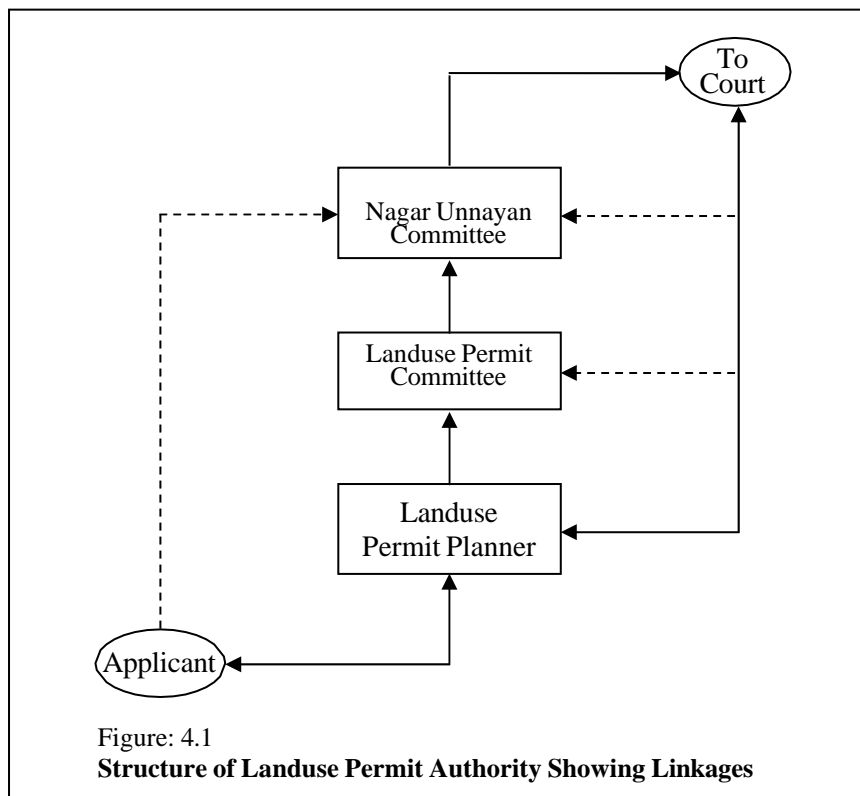 To
Court
Nagar Unnayan
Committee
Landuse Permit
Committee
Landuse
Permit Planner
Applicant
Figure: 4.1
Structure of Landuse Permit Authority Showing Linkages